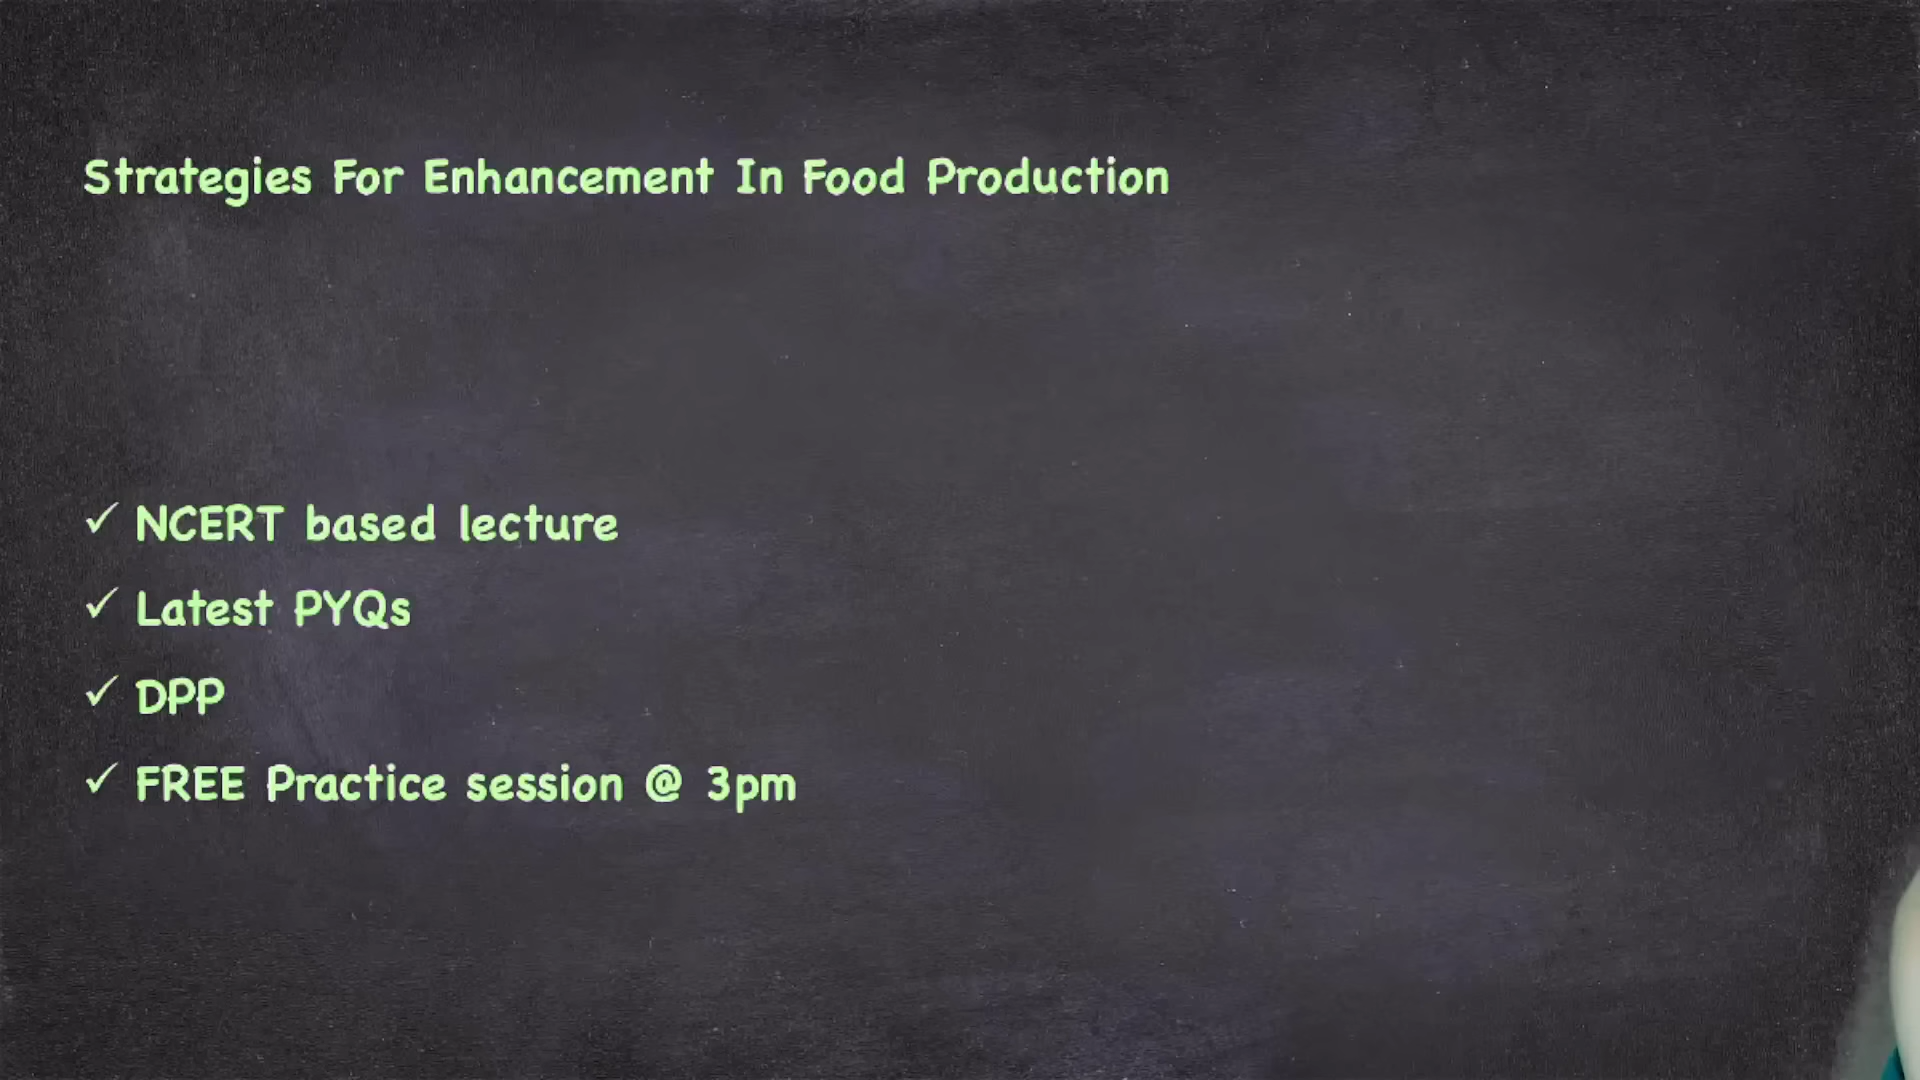 Strategies For Enhancement In Food Production
✓ NCERT based lecture
✓ Latest PYQs
✓ DPP
✓ FREE Practice session @ 3pm